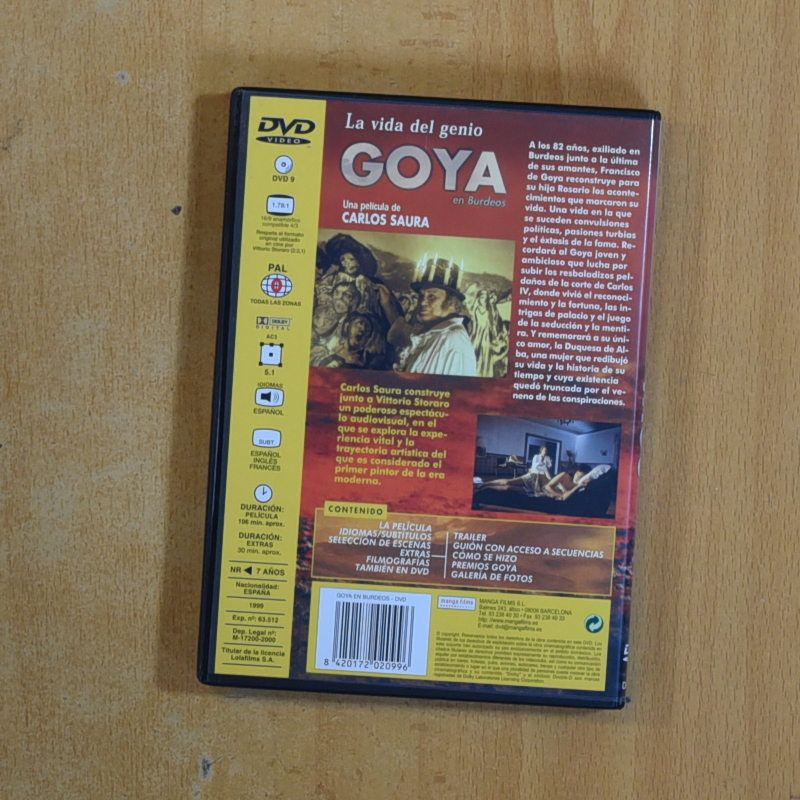 DVD
VIDEO
DVD 9
1.78:1
16/9 anamórfico
compatible 4/3
Respeta el formato
original utilizado
en cine por
Vittorio Storaro (2:2,1)
PAL
TODAS LAS ZONAS
DOLBY
DIGITAL
AC3
5.1
IDIOMAS
ESPAÑOL
SUBT
ESPAÑOL
INGLÉS
FRANCÉS
DURACIÓN:
PELÍCULA
106 min. aprox.
DURACIÓN:
EXTRAS
30 min. aprox.
NR 7 AÑOS
Nacionalidad:
ESPAÑA
1999
Exp. nº: 63.512
Dep. Legal nº:
M-17200-2000
Titular de la licencia
Lolafilms S.A.
La vida del genio
GOYA
en Burdeos
Una película de
CARLOS SAURA
A los 82 años, exiliado en
Burdeos junto a la última
de sus amantes, Francisco
de Goya reconstruye para
su hija Rosario los aconte-
cimientos que marcaron su
vida. Una vida en la que
se suceden convulsiones
políticas, pasiones turbias
y el éxtasis de la fama. Re-
cordará al Goya joven y
ambicioso que lucha por
subir los resbaladizos pel-
daños de la corte de Carlos
IV, donde vivió el reconoci-
miento y la fortuna, las in-
trigas de palacio y el juego
de la seducción y la menti-
ra. Y rememorará a su úni-
co amor, la Duquesa de Al-
ba, una mujer que redibujó
su vida y la historia de su
tiempo y cuya existencia
quedó truncada por el ve-
neno de las conspiraciones.
Carlos Saura construye
junto a Vittorio Storaro
un poderoso espectácu-
lo audiovisual, en el
que se explora la expe-
riencia vital y la
trayectoria artística del
que es considerado el
primer pintor de la era
moderna.
CONTENIDO
LA PELÍCULA
IDIOMAS/SUBTÍTULOS
SELECCIÓN DE ESCENAS
EXTRAS
FILMOGRAFÍAS
TAMBIÉN EN DVD
TRAILER
GUIÓN CON ACCESO A SECUENCIAS
CÓMO SE HIZO
PREMIOS GOYA
GALERÍA DE FOTOS
GOYA EN BURDEOS - DVD
8 420172 020996
manga films
MANGA FILMS S.L.
Balmes 243, ático • 08006 BARCELONA
http://www.mangafilms.es
E-mail: dvd@mangafilms.es